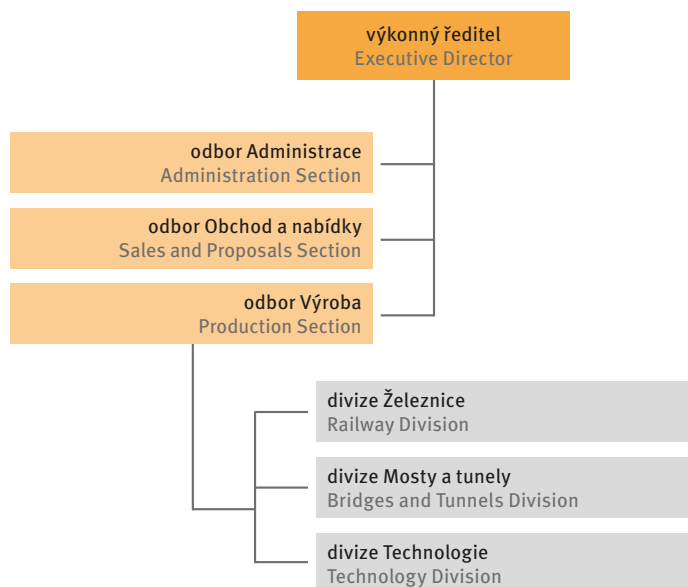 výkonný ředitel
Executive Director
odbor Administrace
Administration Section
odbor Obchod a nabídky
Sales and Proposals Section
odbor Výroba
Production Section
divize Železnice
Railway Division
divize Mosty a tunely
Bridges and Tunnels Division
divize Technologie
Technology Division